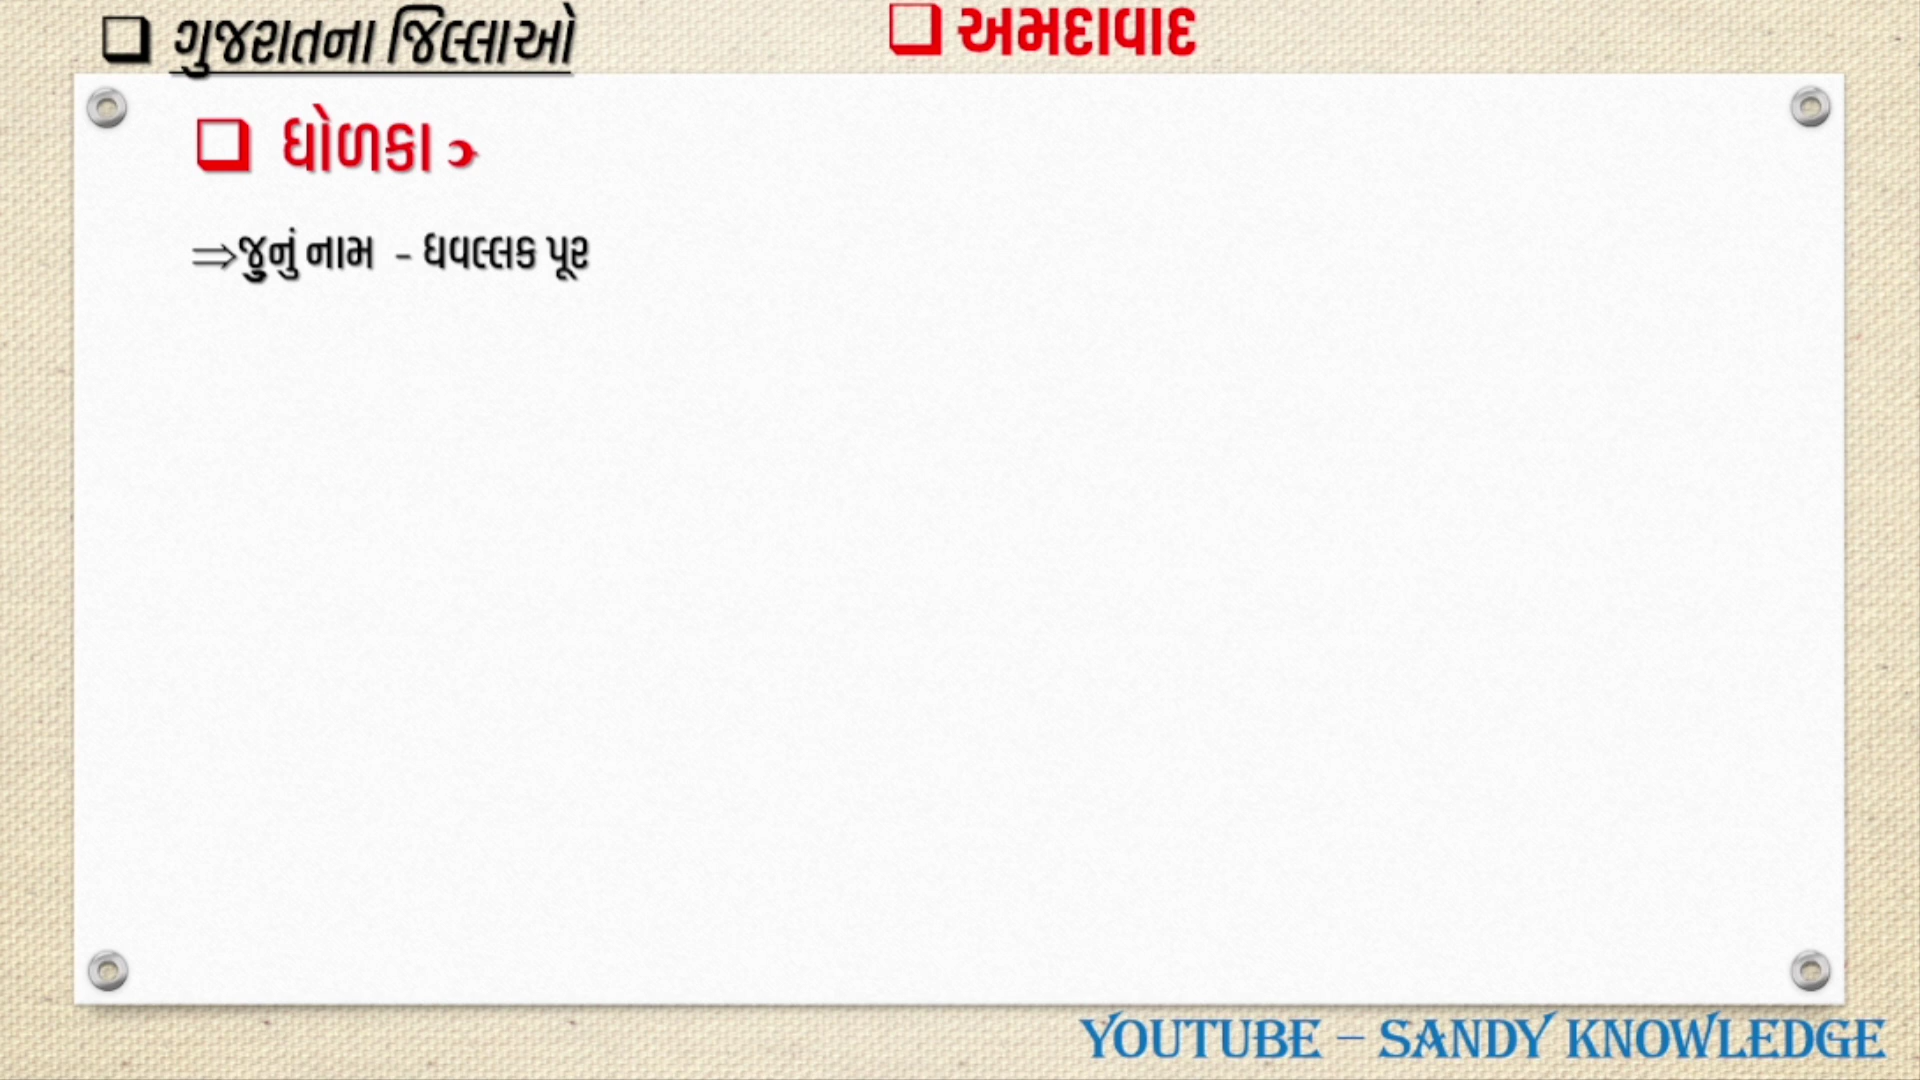 ❑ ગુજરાતના જિલ્લાઓ
❑ અમદાવાદ
❑ ધોળકા
⇒જુનું નામ - ધવલ્લક પૂર
YOUTUBE – SANDY KNOWLEDGE